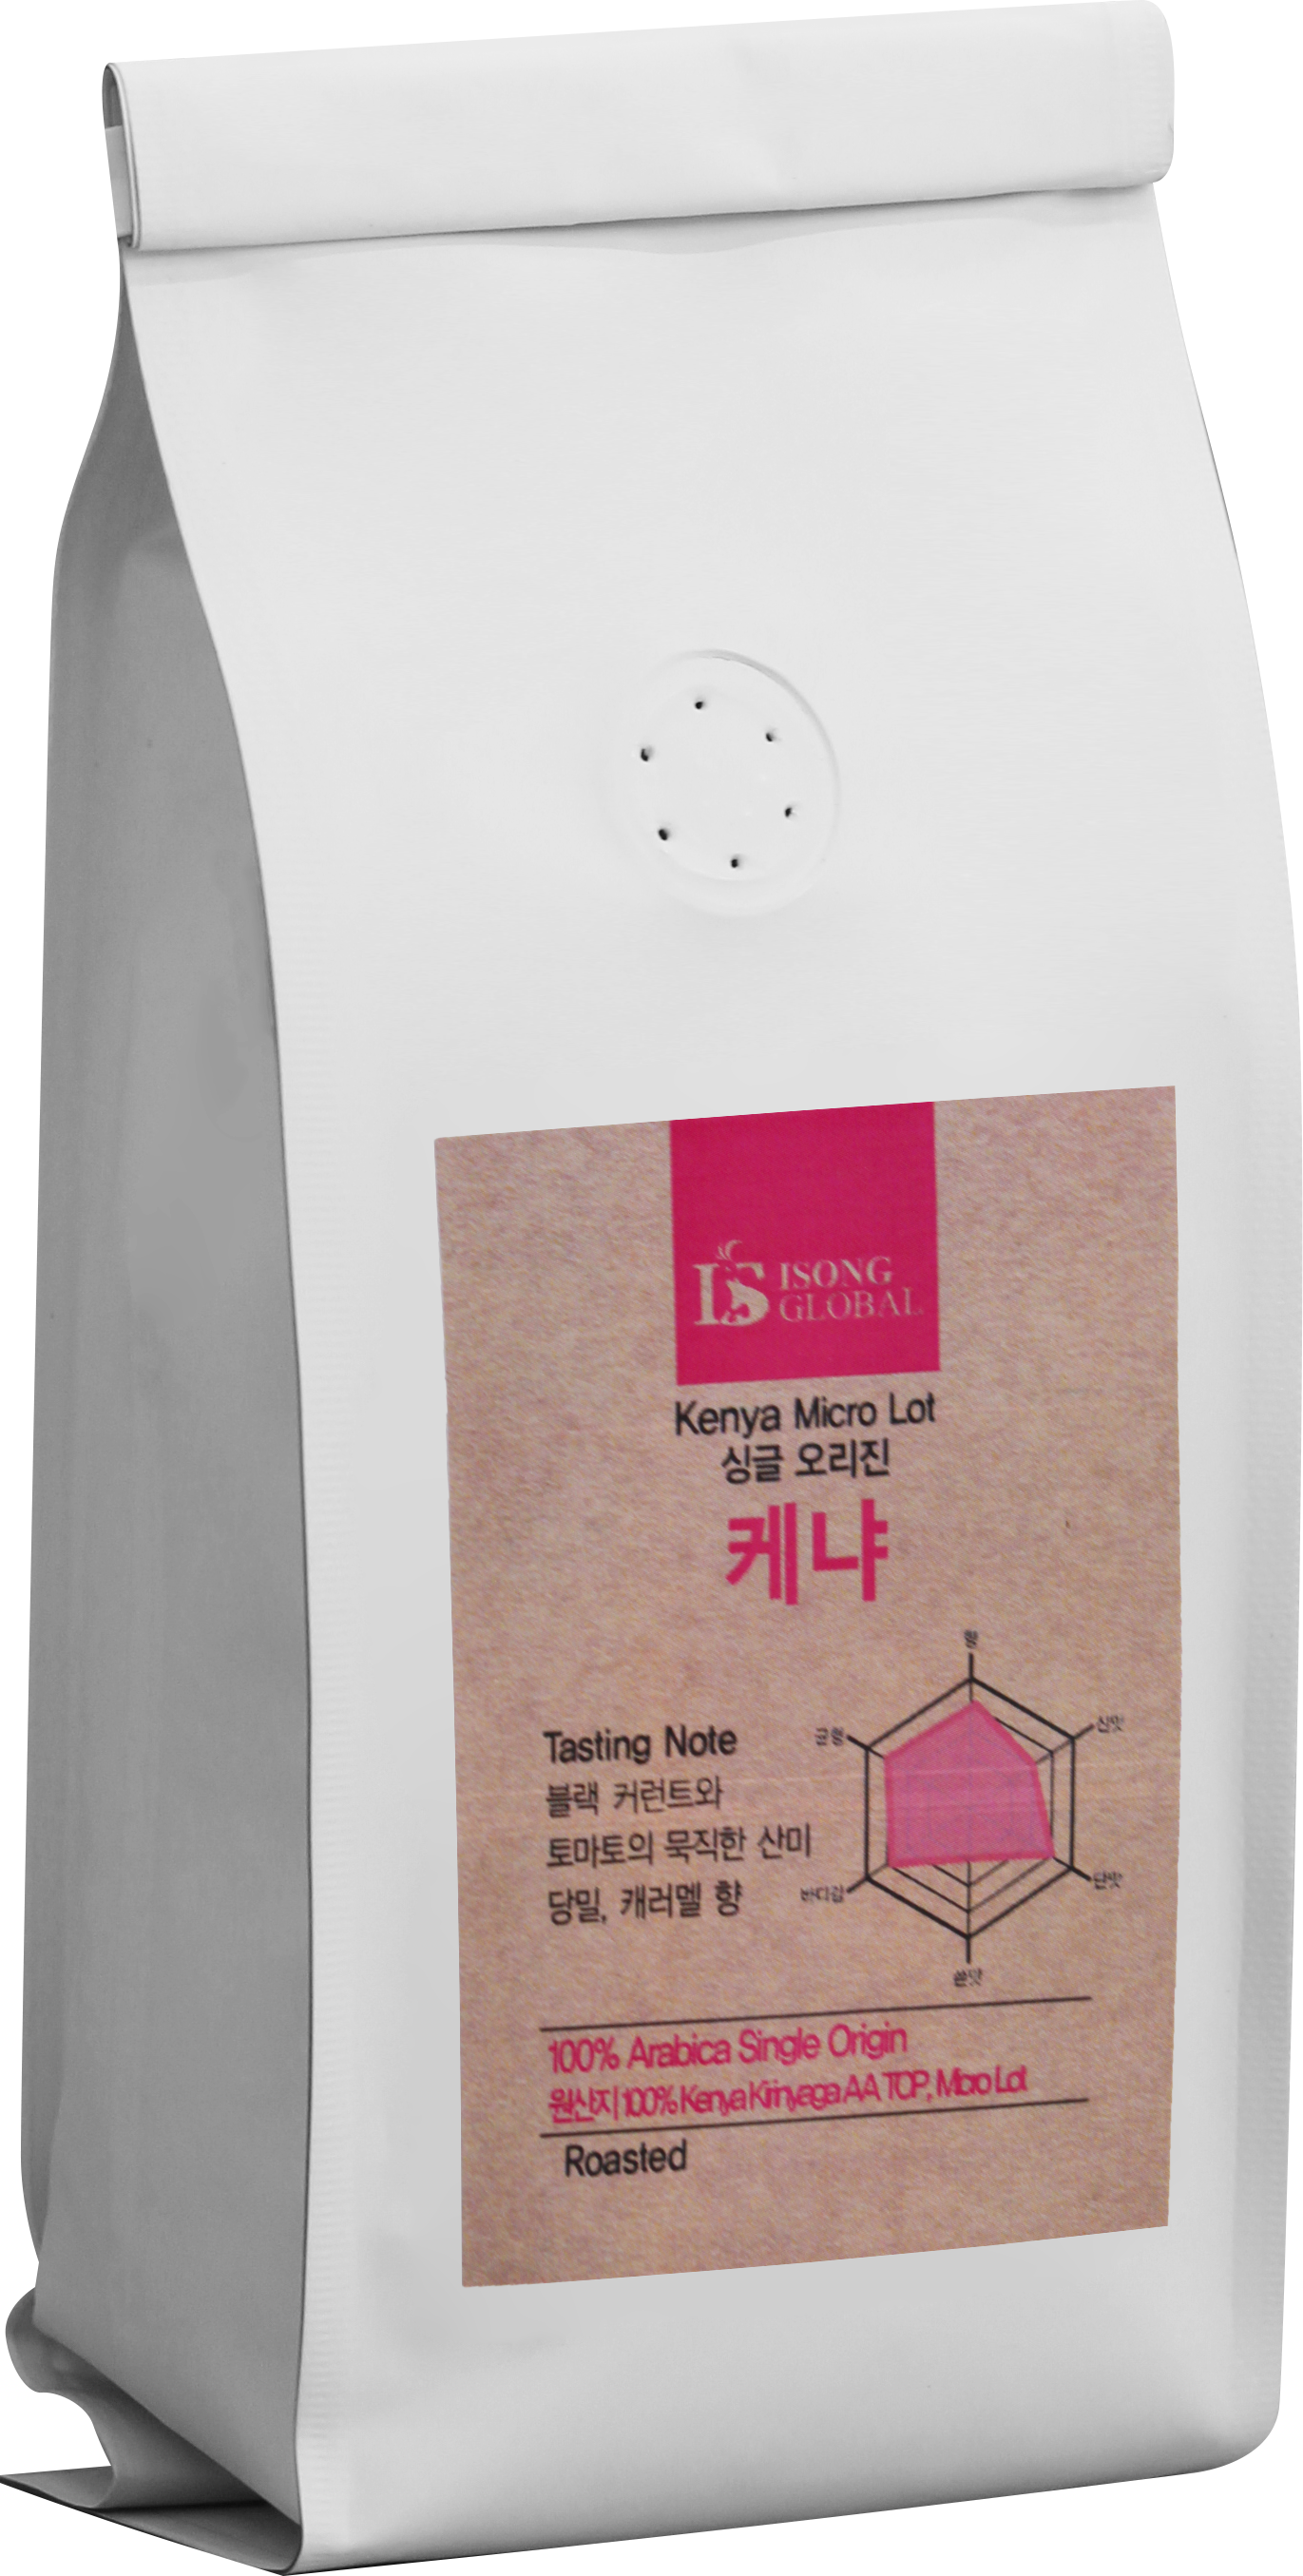 IS ISONG
GLOBAL
Kenya Micro Lot
싱글 오리진
케냐
향
균형
산맛
Tasting Note
블랙 커런트와
토마토의 묵직한 산미
당밀, 캐러멜 향
바디감
단맛
쓴맛
100% Arabica Single Origin
원산지 100% Kenya Kirinyaga AA TOP, Micro Lot
Roasted